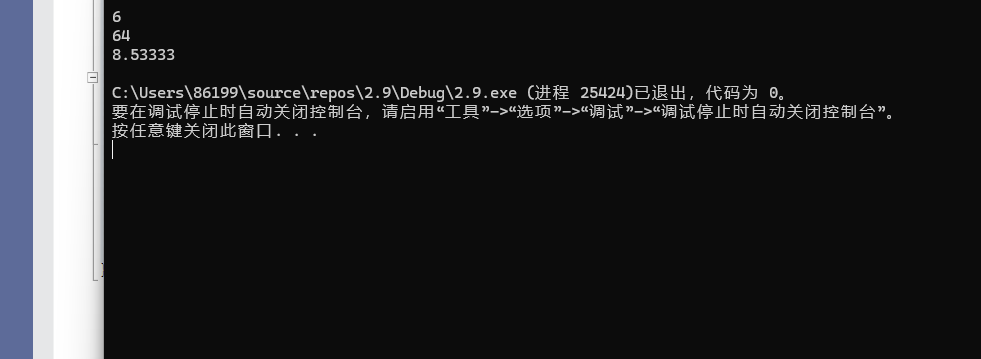 6
64
8.53333
C:\Users\86199\source\repos\2.9\Debug\2.9.exe (进程 25424)已退出，代码为 0。
要在调试停止时自动关闭控制台，请启用“工具”->“选项”->“调试”->“调试停止时自动关闭控制台”。
按任意键关闭此窗口. . .